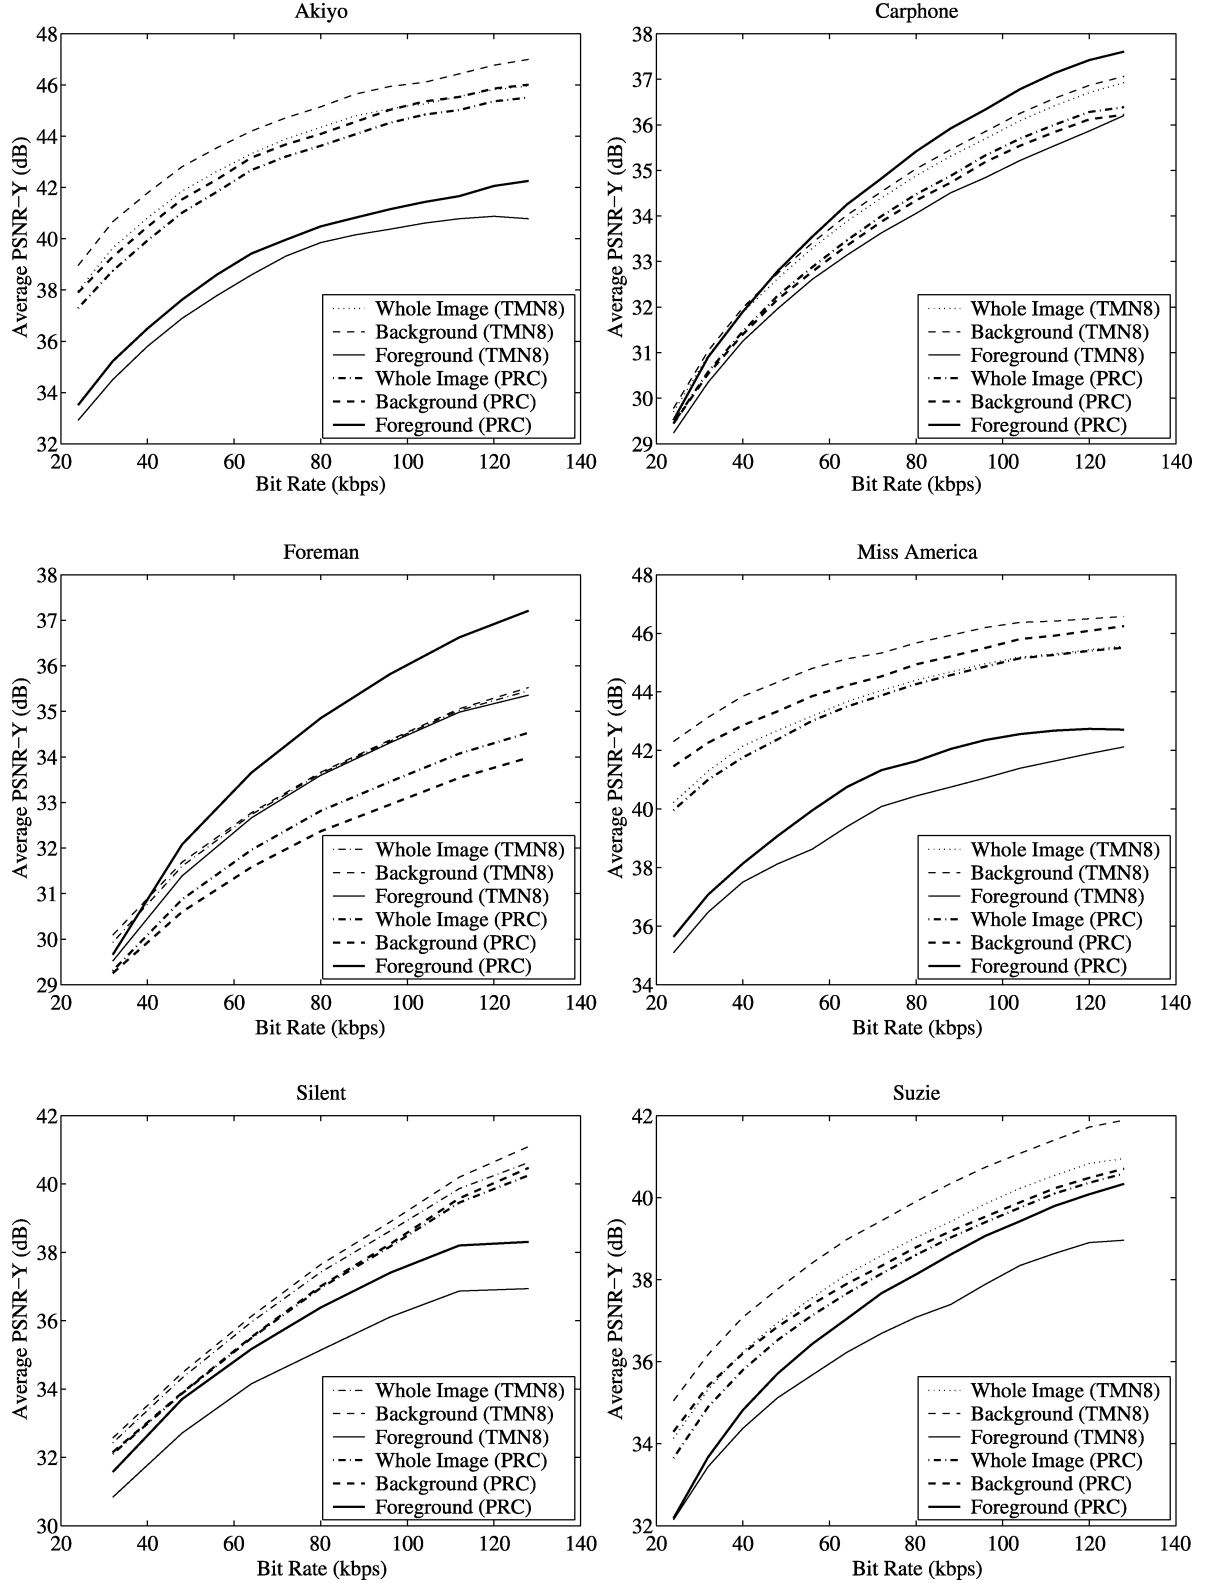 Akiyo
48
46
44
42
40
38
36
34
32
Average PSNR−Y (dB)
Whole Image (TMN8)
Background (TMN8)
Foreground (TMN8)
Whole Image (PRC)
Background (PRC)
Foreground (PRC)
20 40 60 80 100 120 140
Bit Rate (kbps)
Carphone
38
37
36
35
34
33
32
31
30
29
Average PSNR−Y (dB)
Whole Image (TMN8)
Background (TMN8)
Foreground (TMN8)
Whole Image (PRC)
Background (PRC)
Foreground (PRC)
20 40 60 80 100 120 140
Bit Rate (kbps)
Foreman
38
37
36
35
34
33
32
31
30
29
Average PSNR−Y (dB)
Whole Image (TMN8)
Background (TMN8)
Foreground (TMN8)
Whole Image (PRC)
Background (PRC)
Foreground (PRC)
20 40 60 80 100 120 140
Bit Rate (kbps)
Miss America
48
46
44
42
40
38
36
34
Average PSNR−Y (dB)
Whole Image (TMN8)
Background (TMN8)
Foreground (TMN8)
Whole Image (PRC)
Background (PRC)
Foreground (PRC)
20 40 60 80 100 120 140
Bit Rate (kbps)
Silent
42
40
38
36
34
32
30
Average PSNR−Y (dB)
Whole Image (TMN8)
Background (TMN8)
Foreground (TMN8)
Whole Image (PRC)
Background (PRC)
Foreground (PRC)
20 40 60 80 100 120 140
Bit Rate (kbps)
Suzie
42
40
38
36
34
32
Average PSNR−Y (dB)
Whole Image (TMN8)
Background (TMN8)
Foreground (TMN8)
Whole Image (PRC)
Background (PRC)
Foreground (PRC)
20 40 60 80 100 120 140
Bit Rate (kbps)